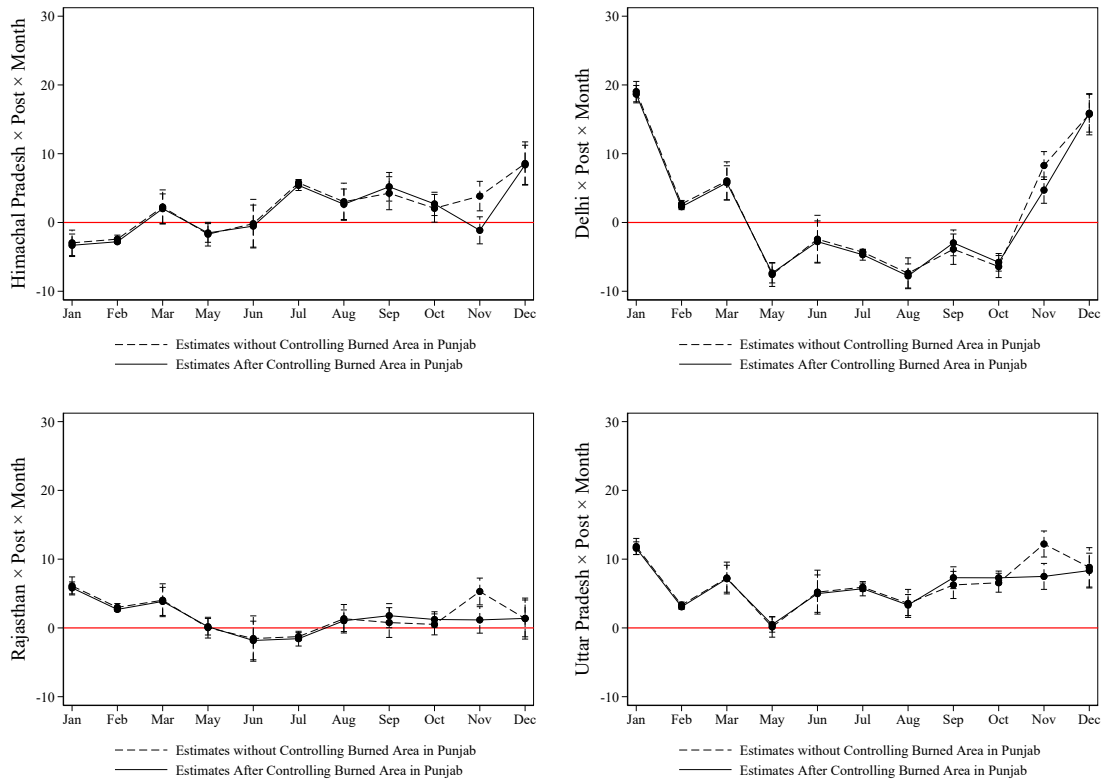 Himachal Pradesh × Post × Month
30
20
10
0
-10
Jan Feb Mar May Jun Jul Aug Sep Oct Nov Dec
Estimates without Controlling Burned Area in Punjab
Estimates After Controlling Burned Area in Punjab
Delhi × Post × Month
30
20
10
0
-10
Jan Feb Mar May Jun Jul Aug Sep Oct Nov Dec
Estimates without Controlling Burned Area in Punjab
Estimates After Controlling Burned Area in Punjab
Rajasthan × Post × Month
30
20
10
0
-10
Jan Feb Mar May Jun Jul Aug Sep Oct Nov Dec
Estimates without Controlling Burned Area in Punjab
Estimates After Controlling Burned Area in Punjab
Uttar Pradesh × Post × Month
30
20
10
0
-10
Jan Feb Mar May Jun Jul Aug Sep Oct Nov Dec
Estimates without Controlling Burned Area in Punjab
Estimates After Controlling Burned Area in Punjab